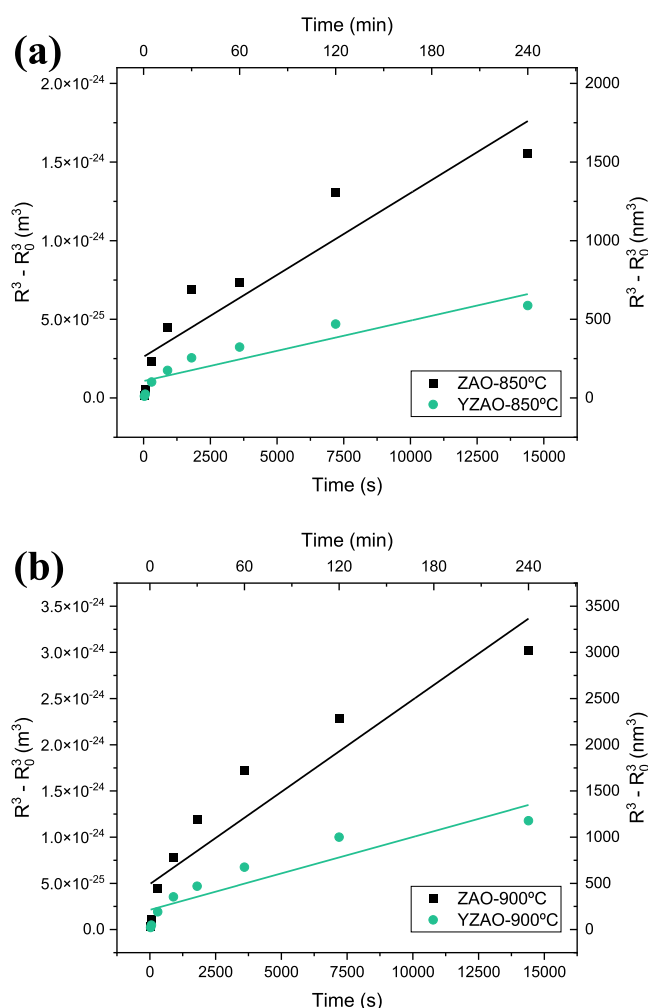 (a)
Time (min)
0 60 120 180 240
2.0×10⁻²⁴ 2000
1.5×10⁻²⁴ 1500
1.0×10⁻²⁴ 1000
5.0×10⁻²⁵ 500
0.0 0
R³ - R₀³ (m³)
R³ - R₀³ (nm³)
ZAO-850ºC
YZAO-850ºC
0 2500 5000 7500 10000 12500 15000
Time (s)
(b)
Time (min)
0 60 120 180 240
3.5×10⁻²⁴ 3500
3.0×10⁻²⁴ 3000
2.5×10⁻²⁴ 2500
2.0×10⁻²⁴ 2000
1.5×10⁻²⁴ 1500
1.0×10⁻²⁴ 1000
5.0×10⁻²⁵ 500
0.0 0
R³ - R₀³ (m³)
R³ - R₀³ (nm³)
ZAO-900ºC
YZAO-900ºC
0 2500 5000 7500 10000 12500 15000
Time (s)